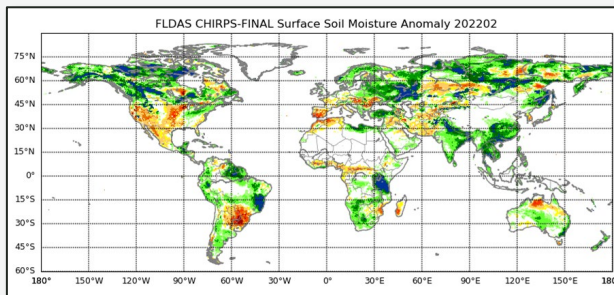 FLDAS CHIRPS-FINAL Surface Soil Moisture Anomaly 202202
75°N
60°N
45°N
30°N
15°N
0°
15°S
30°S
45°S
60°S
180° 150°W 120°W 90°W 60°W 30°W 0° 30°E 60°E 90°E 120°E 150°E 180